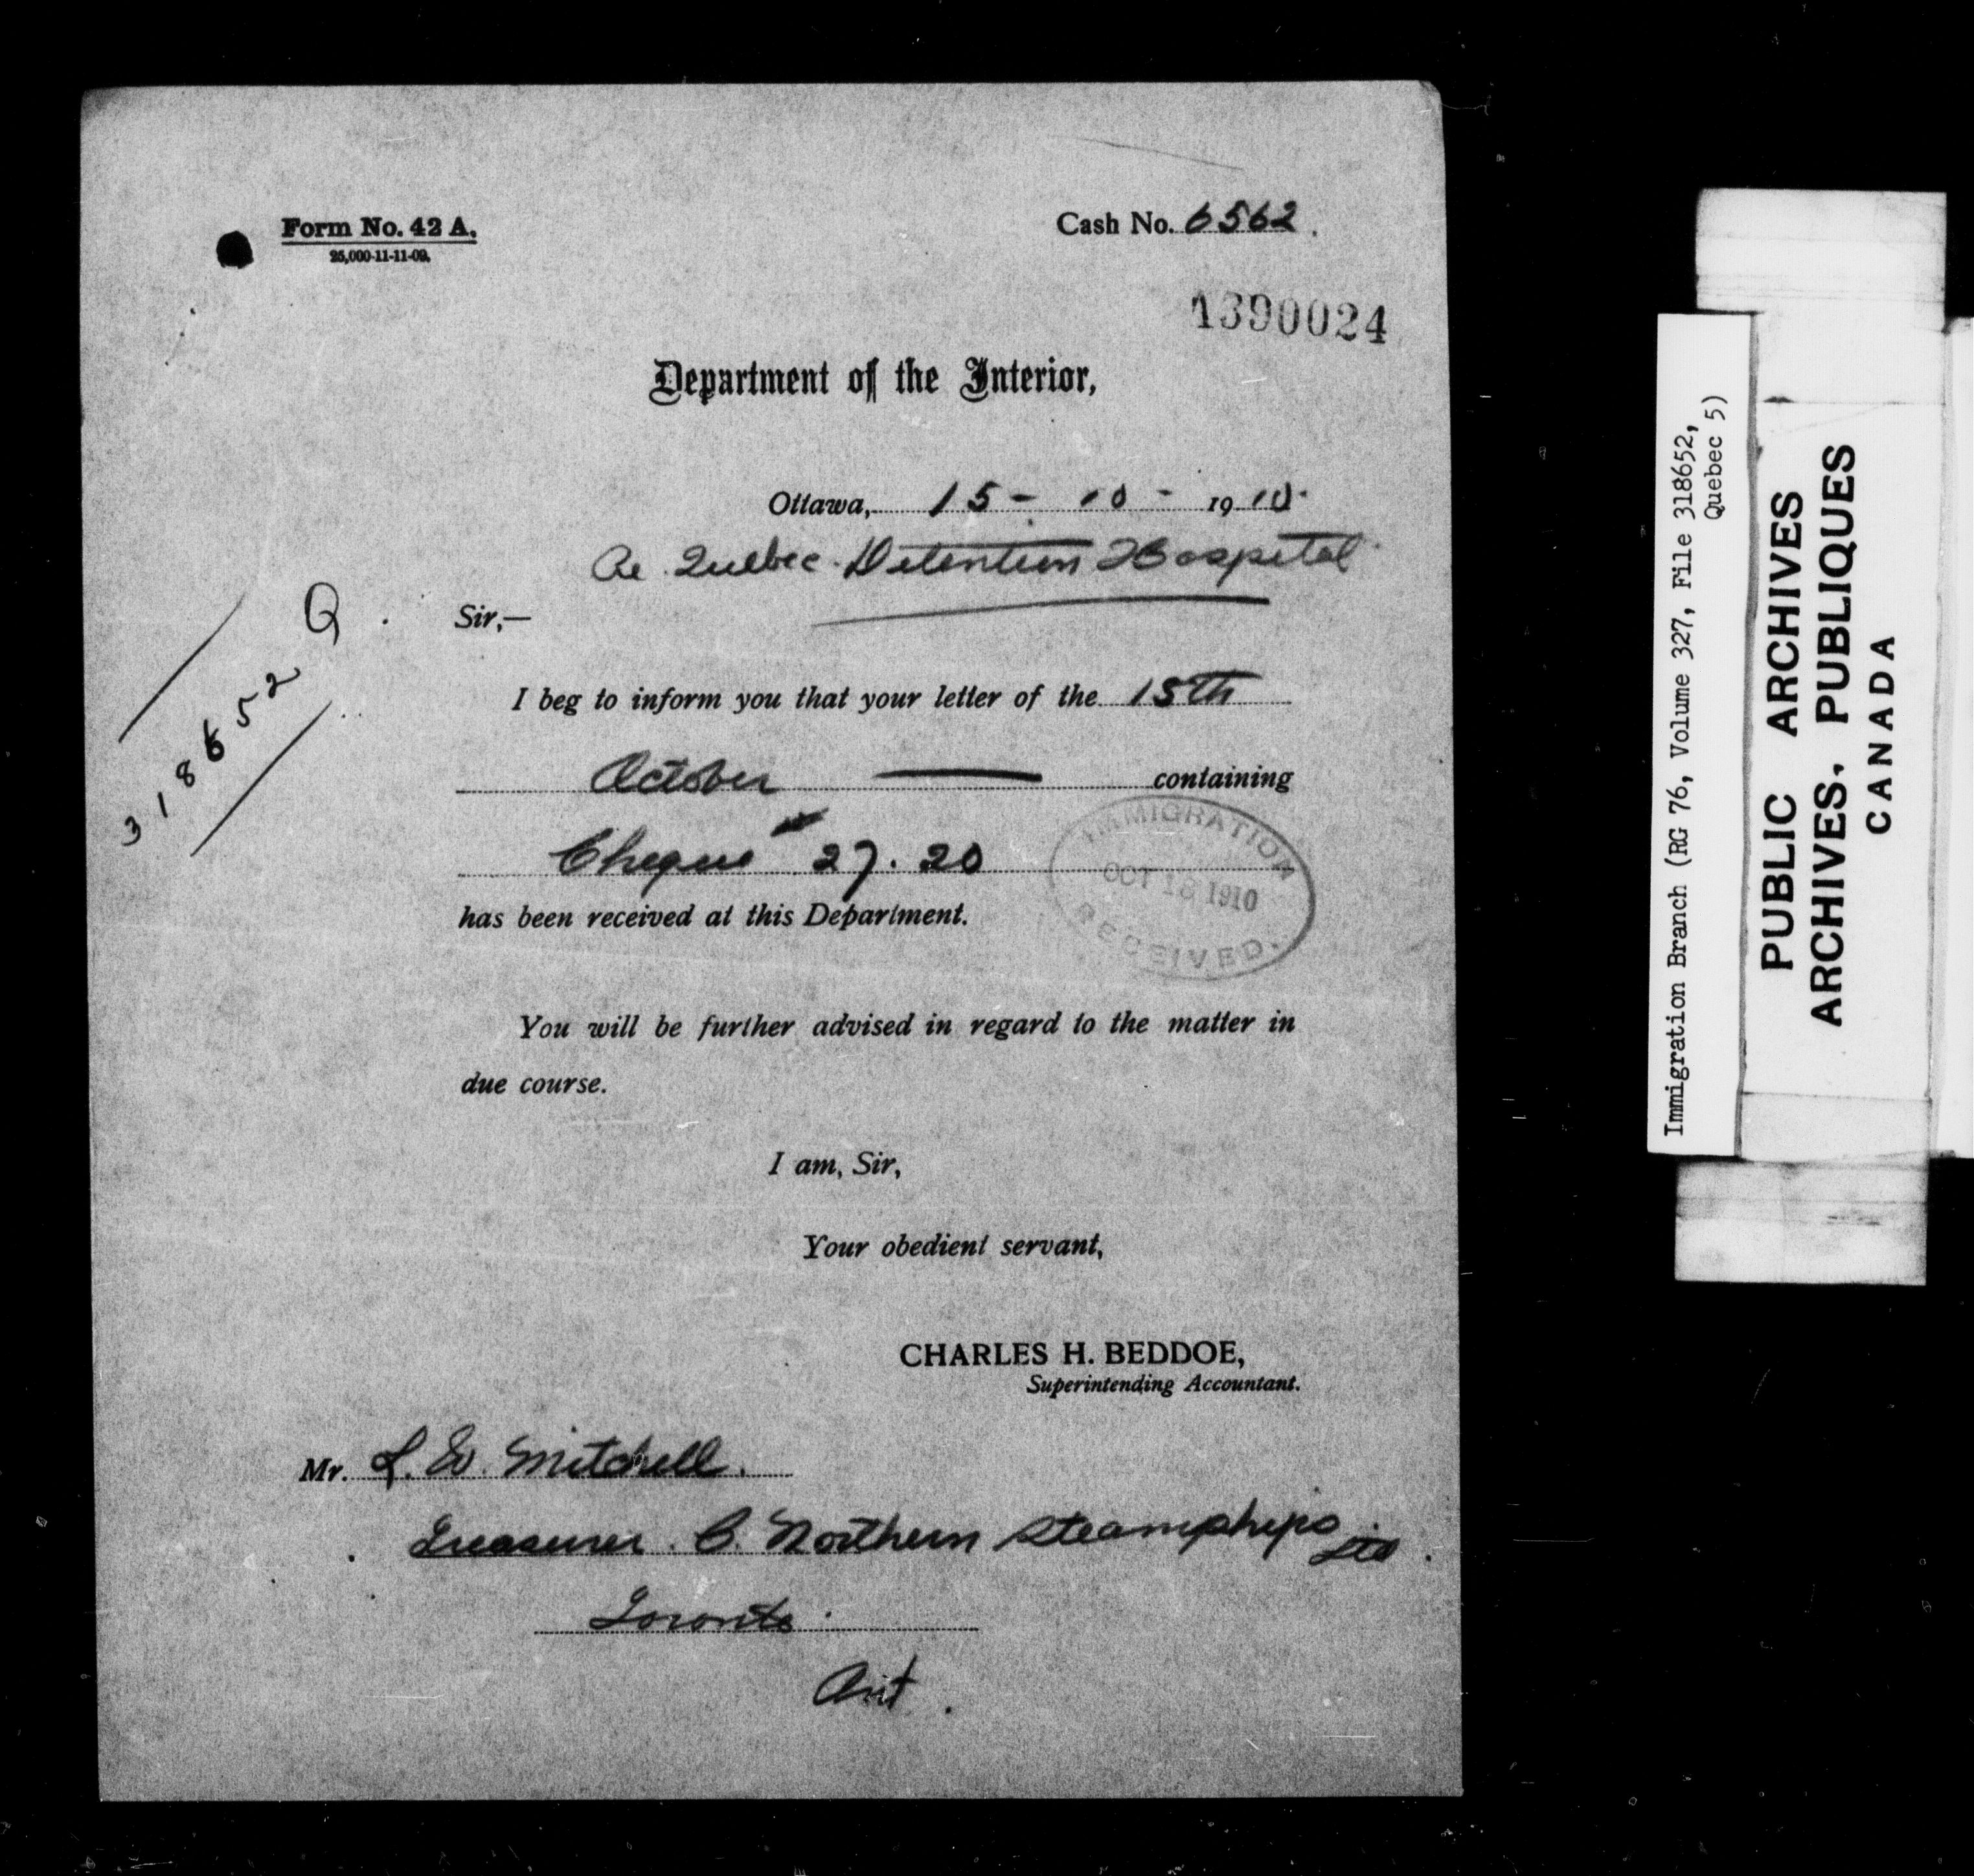 Form No. 42 A.
25,000-11-11-09.
Cash No. 6562.
1390024
Department of the Interior,
Ottawa, 15 - 10 - 1910.
Re Quebec Detention Hospital
Q.
318652
Sir,—
I beg to inform you that your letter of the 15th
October — containing
Cheque 27.20
has been received at this Department.
IMMIGRATION
OCT 18 1910
RECEIVED.
You will be further advised in regard to the matter in
due course.
I am, Sir,
Your obedient servant,
CHARLES H. BEDDOE,
Superintending Accountant.
Mr. L. W. Mitchell.
Treasurer C. Northern Steamships Ltd.
Toronto.
Ont.
Immigration Branch (RG 76, Volume 327, File 318652,
Quebec 5)
PUBLIC ARCHIVES
ARCHIVES. PUBLIQUES
CANADA